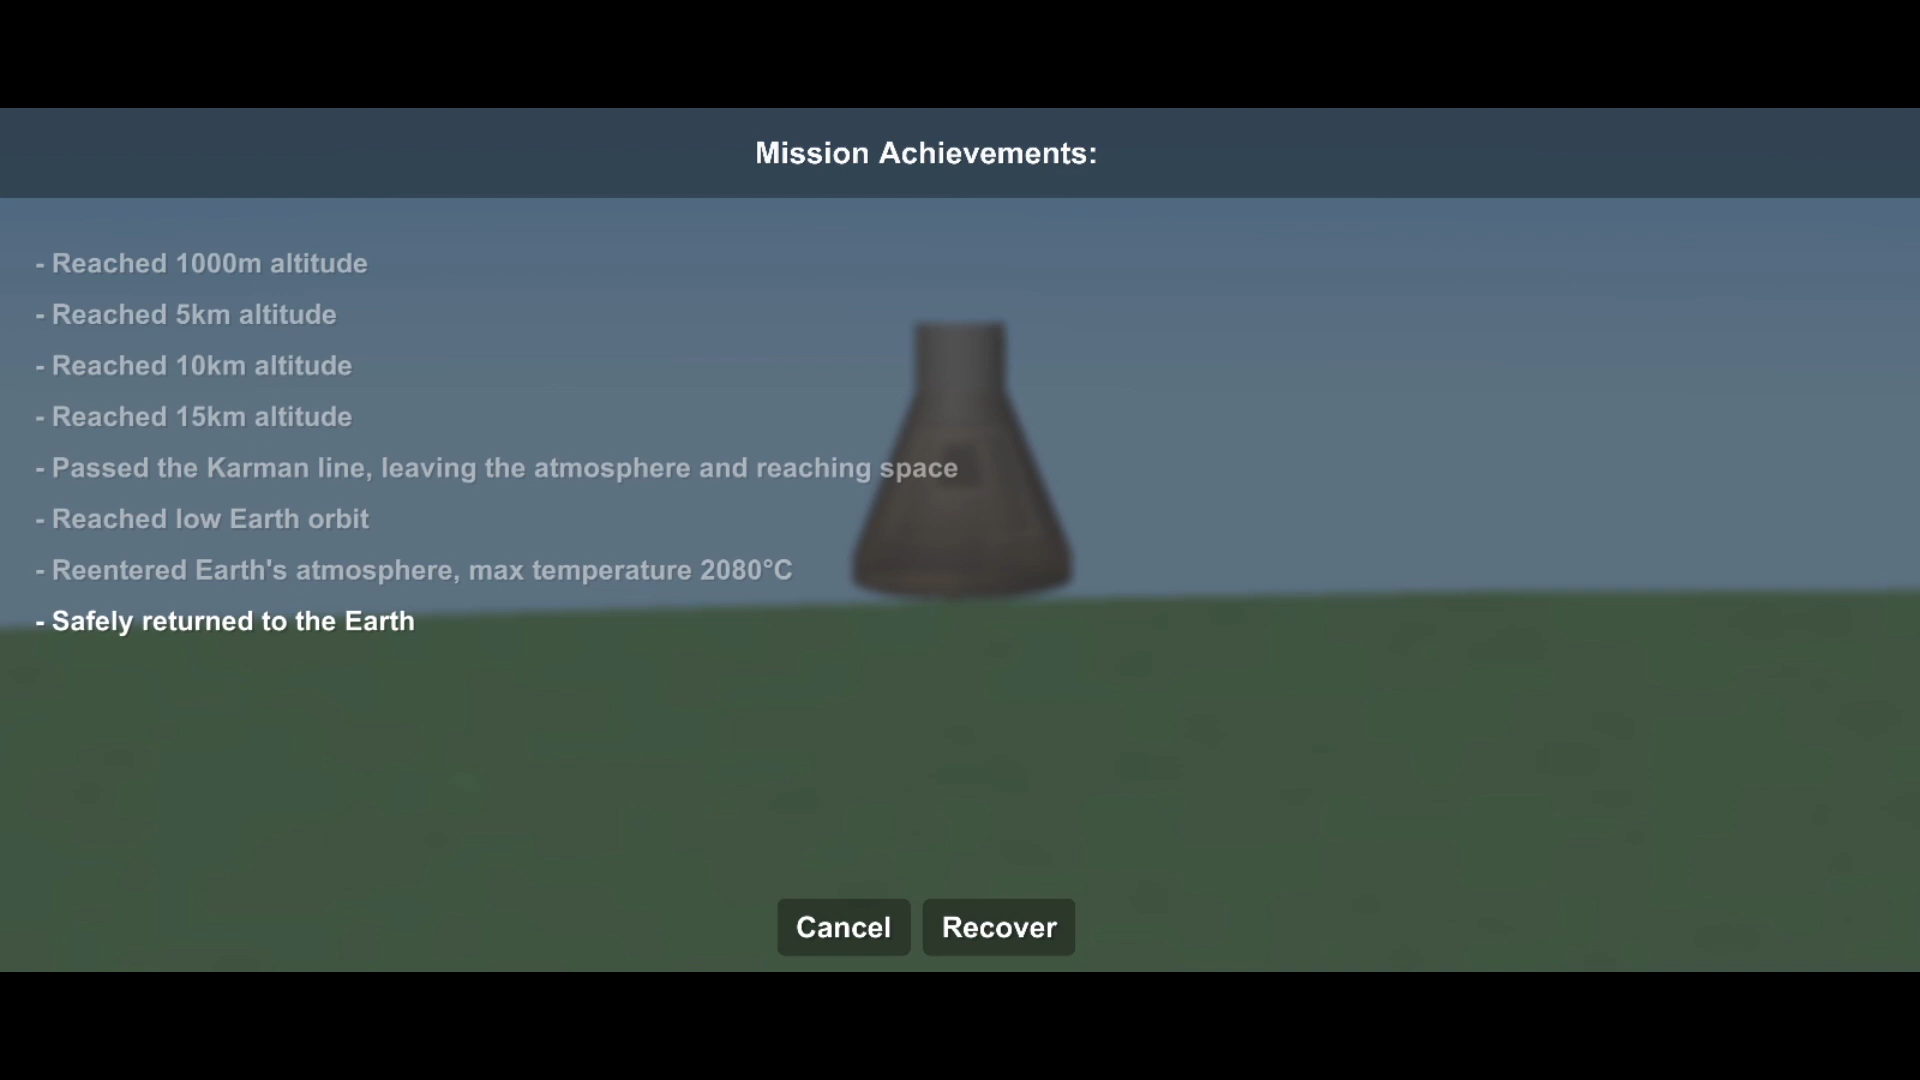 Mission Achievements:
- Reached 1000m altitude
- Reached 5km altitude
- Reached 10km altitude
- Reached 15km altitude
- Passed the Karman line, leaving the atmosphere and reaching space
- Reached low Earth orbit
- Reentered Earth's atmosphere, max temperature 2080°C
- Safely returned to the Earth
Cancel
Recover